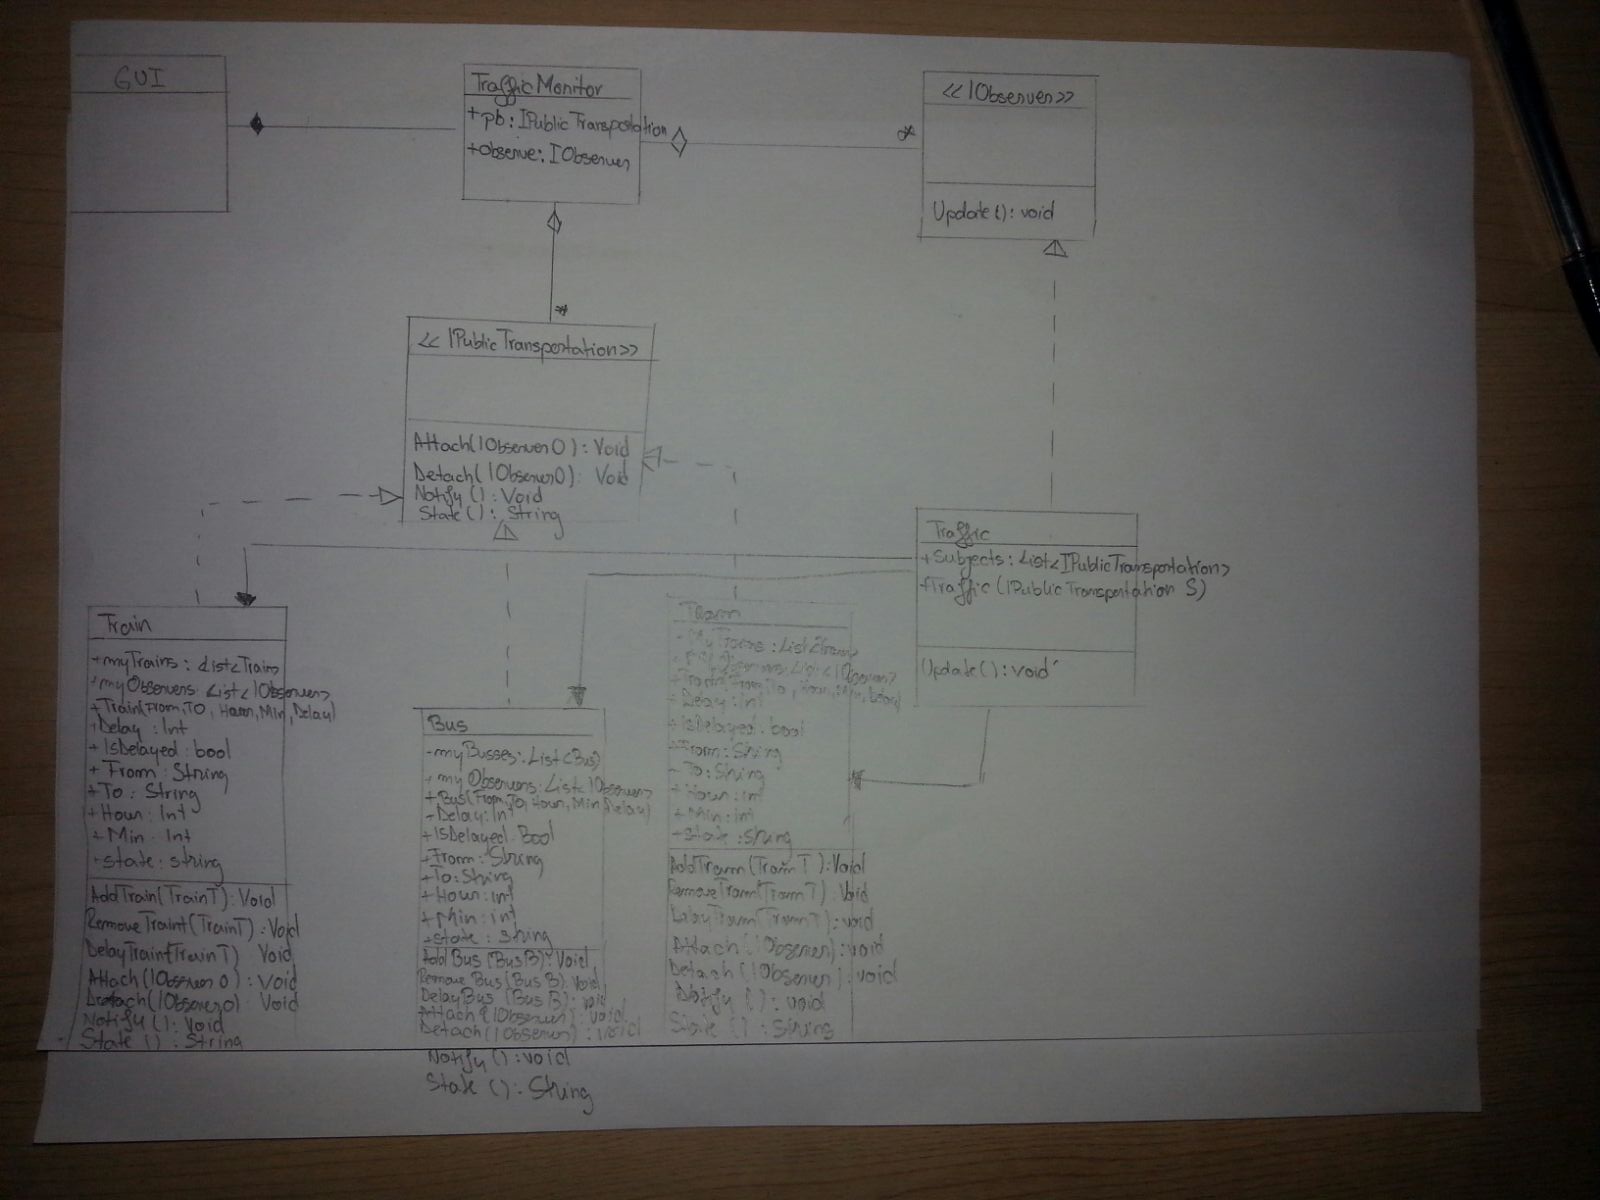 GUI
TrafficMonitor
+pb: IPublicTransportation
+observe: IObserver
<<IObserver>>
Update(): void
*
*
<<IPublicTransportation>>
Attach(IObserver O): Void
Detach(IObserver O): Void
Notify(): Void
State(): String
Traffic
+Subjects: List<IPublicTransportation>
+Traffic(IPublicTransportation S)
Update(): void
Train
+myTrains: List<Train>
+myObservers: List<IObserver>
+Train(From, TO, Hour, Min, Delay)
+Delay: Int
+IsDelayed: bool
+From: String
+To: String
+Hour: Int
+Min: Int
+state: string
AddTrain(Train T): Void
RemoveTraint(Train T): Void
DelayTraint(Train T) Void
Attach(IObserver O): Void
Detach(IObserver O): Void
Notify(): Void
State(): String
Bus
-myBusses: List<Bus>
+myObservers: List<IObserver>
+Bus(From, To, Hour, Min, Delay)
-Delay: Int
+IsDelayed: Bool
+From: String
+To: String
+Hour: int
+Min: int
+state: string
Add Bus (Bus B): Void
Remove Bus (Bus B): Void
DelayBus (Bus B): void
Attach(IObserver): void
Detach(IObserver): void
Notify(): void
State(): String
Tram
-MyTrams: List<Tram>
Observers: List<IObserver>
+Tram(From, To, Hour, Min, Delay)
+Delay: Int
+IsDelayed: bool
+From: String
-To: String
+Hour: int
+Min: int
+State: string
AddTram(Tram T): Void
RemoveTram(Tram T): Void
DelayTram(Tram T): void
Attach(IObserver): void
Detach(IObserver): void
Notify(): void
State(): String